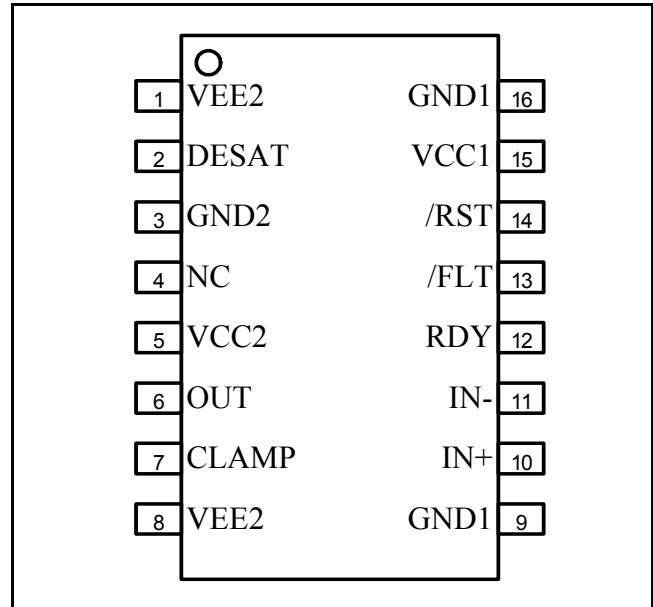 1 VEE2 GND1 16
2 DESAT VCC1 15
3 GND2 /RST 14
4 NC /FLT 13
5 VCC2 RDY 12
6 OUT IN- 11
7 CLAMP IN+ 10
8 VEE2 GND1 9